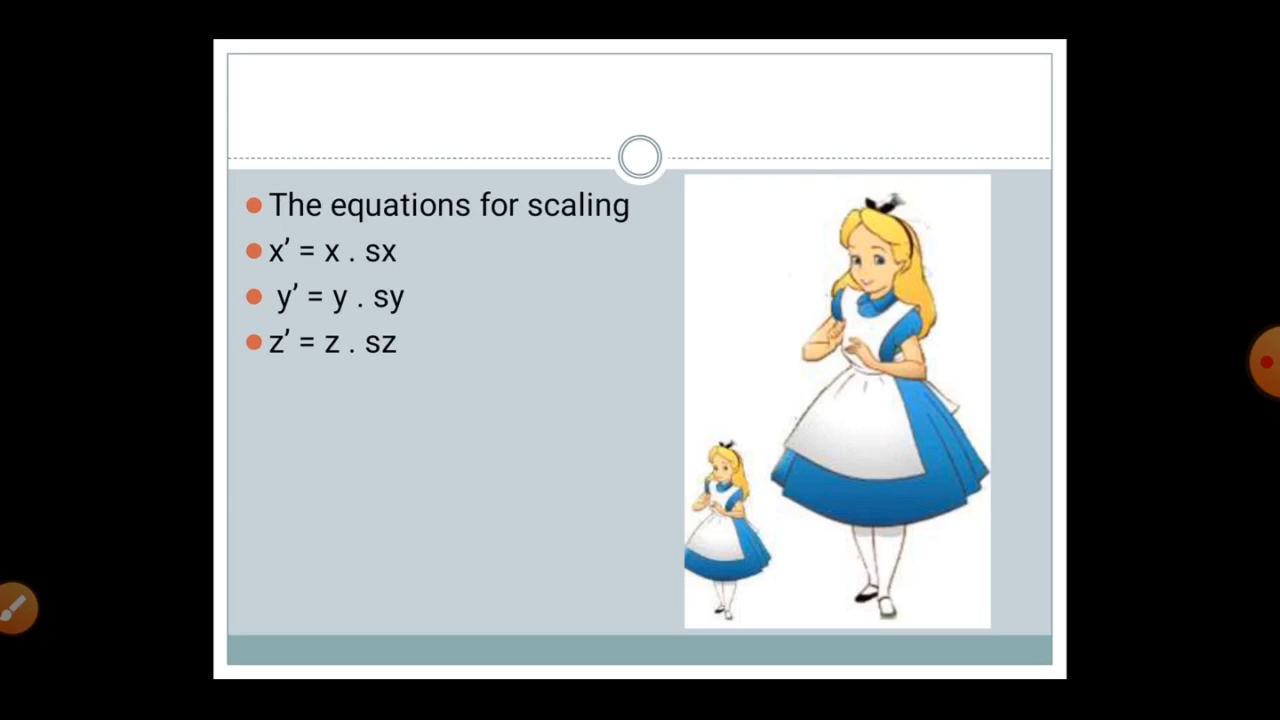 The equations for scaling
x’ = x . sx
y’ = y . sy
z’ = z . sz